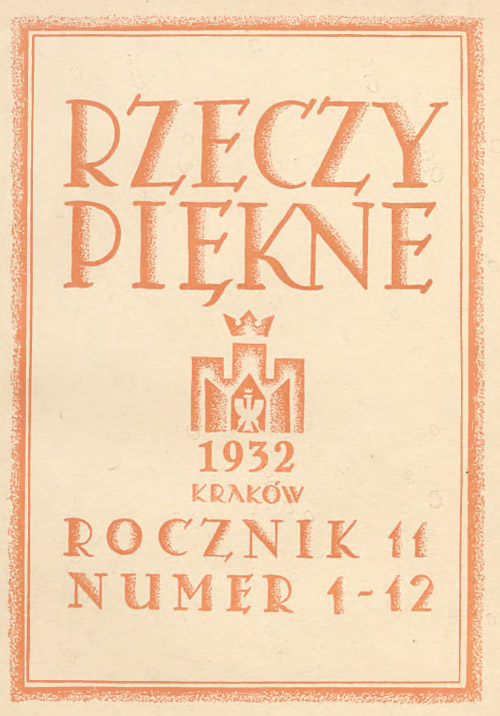 RZECZY
PIĘKNE
1932
KRAKÓW
ROCZNIK 11
NUMER 1-12